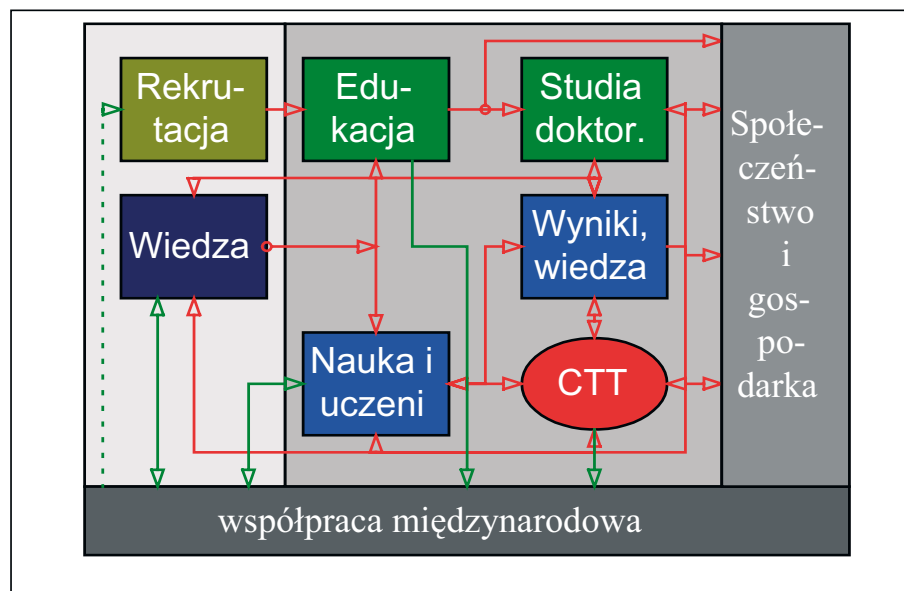 Rekru-
tacja
Edu-
kacja
Studia
doktor.
Wiedza
Wyniki,
wiedza
Nauka i
uczeni
CTT
Społe-
czeń-
stwo
i
gos-
po-
darka
współpraca międzynarodowa